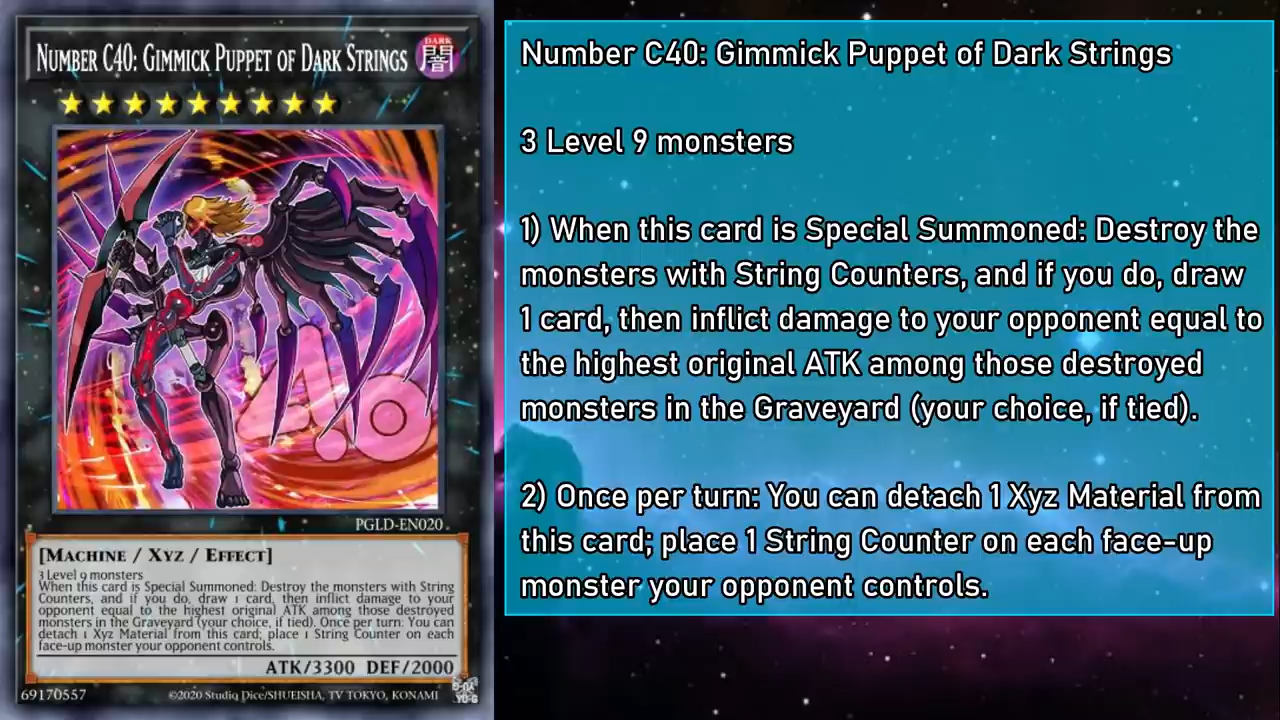 NUMBER C40: GIMMICK PUPPET OF DARK STRINGS
DARK
闇
40
PGLD-EN020
[MACHINE / XYZ / EFFECT]
3 Level 9 monsters
When this card is Special Summoned: Destroy the monsters with String
Counters, and if you do, draw 1 card, then inflict damage to your
opponent equal to the highest original ATK among those destroyed
monsters in the Graveyard (your choice, if tied). Once per turn: You can
detach 1 Xyz Material from this card; place 1 String Counter on each
face-up monster your opponent controls.
ATK/3300 DEF/2000
69170557
©2020 Studio Dice/SHUEISHA, TV TOKYO, KONAMI
Number C40: Gimmick Puppet of Dark Strings
3 Level 9 monsters
1) When this card is Special Summoned: Destroy the
monsters with String Counters, and if you do, draw
1 card, then inflict damage to your opponent equal to
the highest original ATK among those destroyed
monsters in the Graveyard (your choice, if tied).
2) Once per turn: You can detach 1 Xyz Material from
this card; place 1 String Counter on each face-up
monster your opponent controls.